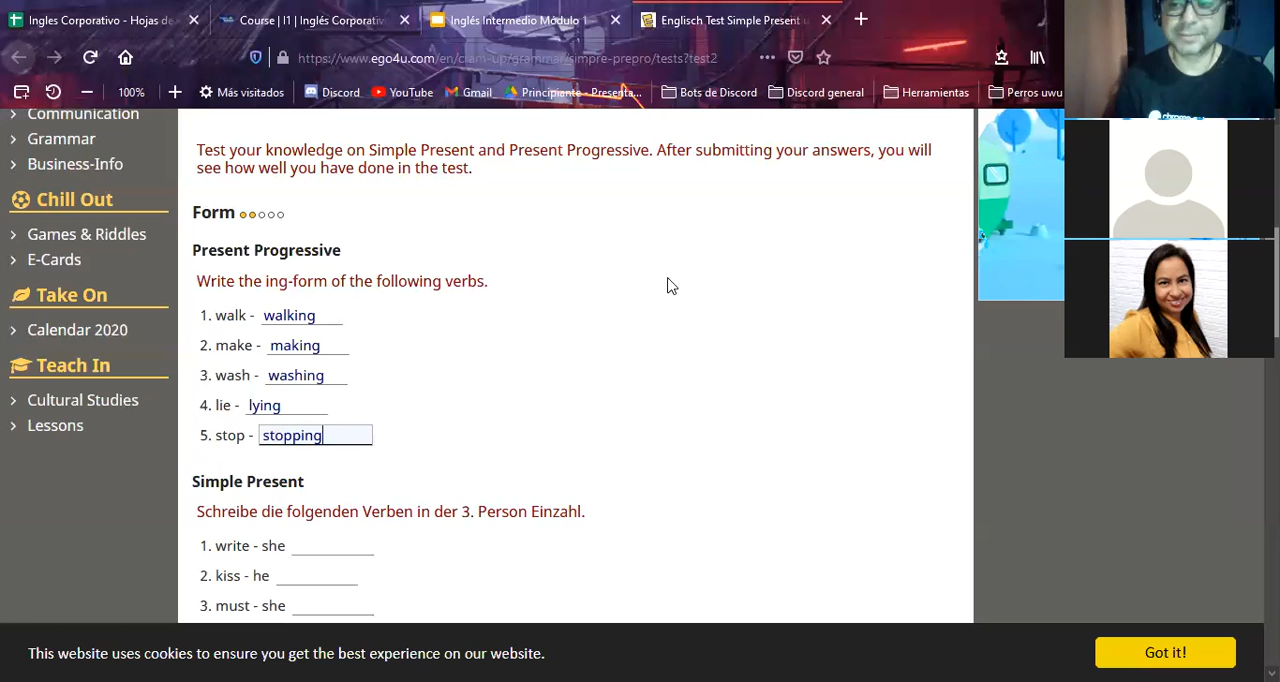 Ingles Corporativo - Hojas de
Course | I1 | Inglés Corporativ
Inglés Intermedio Módulo 1
Englisch Test Simple Present u
https://www.ego4u.com/en/cram-up/grammar/simpre-prepro/tests?test2
100%
Más visitados
Discord
YouTube
Gmail
Principiante - Presenta...
Bots de Discord
Discord general
Herramientas
Perros uwu
chrome
Communication
Grammar
Business-Info
Chill Out
Games & Riddles
E-Cards
Take On
Calendar 2020
Teach In
Cultural Studies
Lessons
Test your knowledge on Simple Present and Present Progressive. After submitting your answers, you will
see how well you have done in the test.
Form
Present Progressive
Write the ing-form of the following verbs.
1. walk - walking
2. make - making
3. wash - washing
4. lie - lying
5. stop - stopping
Simple Present
Schreibe die folgenden Verben in der 3. Person Einzahl.
1. write - she
2. kiss - he
3. must - she
This website uses cookies to ensure you get the best experience on our website.
Got it!